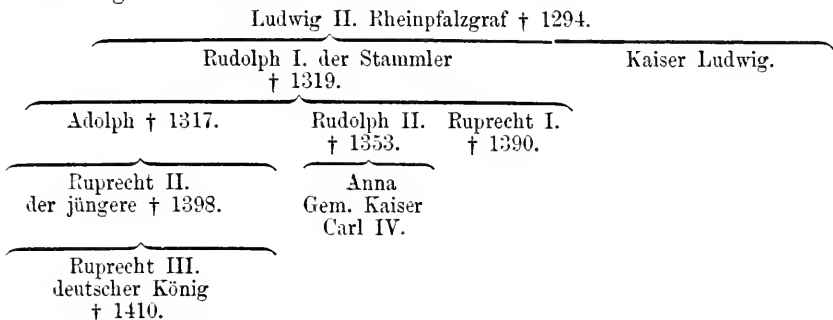 Ludwig II. Rheinpfalzgraf † 1294.
Rudolph I. der Stammler Kaiser Ludwig.
† 1319.
Adolph † 1317. Rudolph II. Ruprecht I.
† 1353. † 1390.
Ruprecht II. Anna
der jüngere † 1398. Gem. Kaiser
Carl IV.
Ruprecht III.
deutscher König
† 1410.